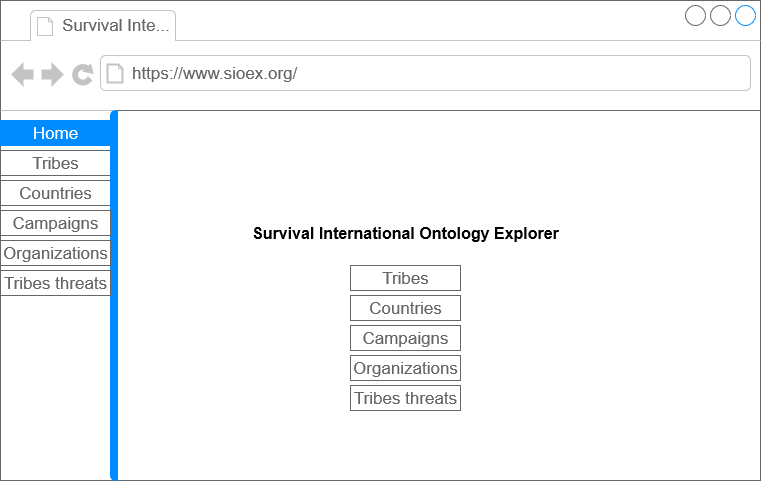 Survival Inte...
https://www.sioex.org/
Home
Tribes
Countries
Campaigns
Organizations
Tribes threats
Survival International Ontology Explorer
Tribes
Countries
Campaigns
Organizations
Tribes threats